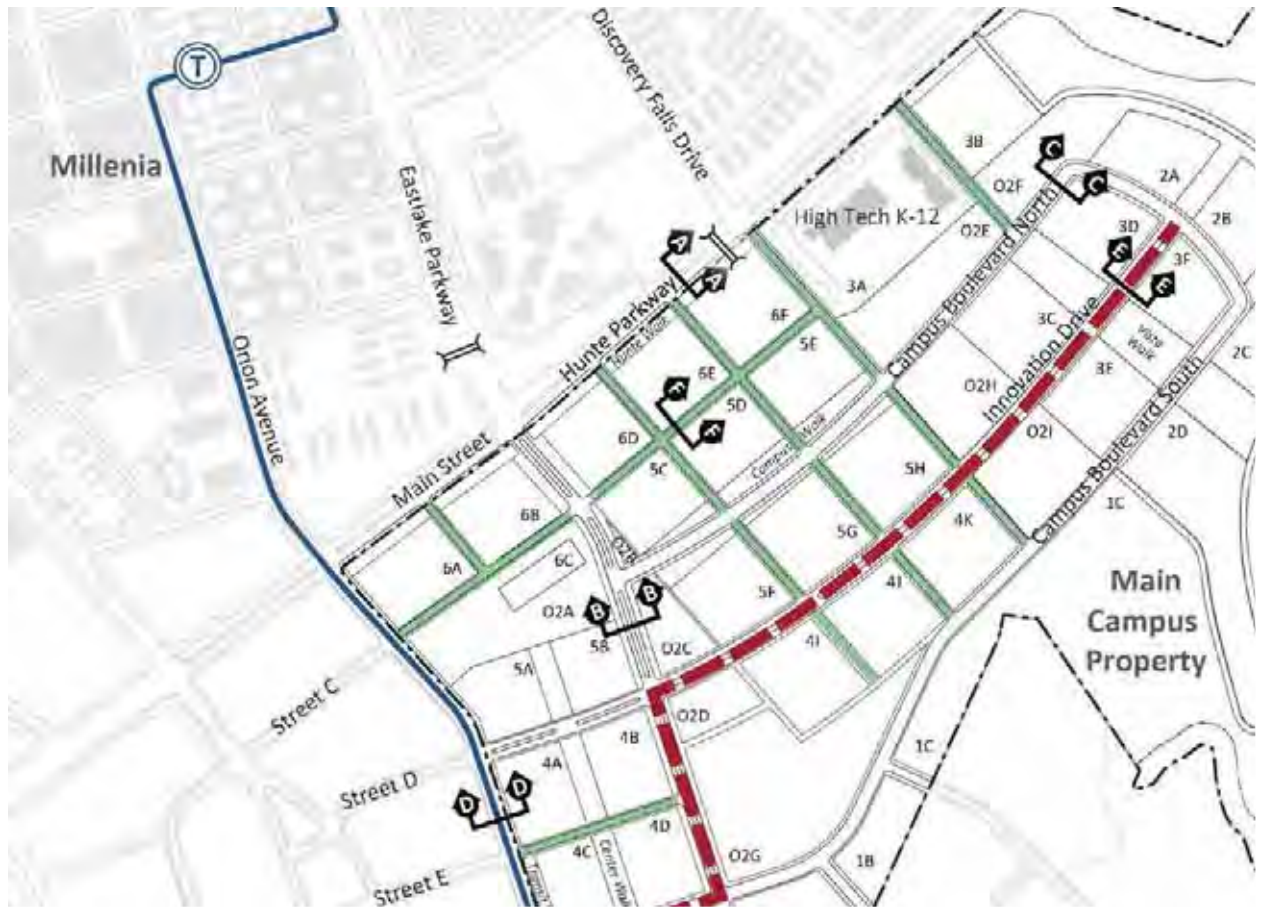 T
Millenia
Discovery Falls Drive
Eastlake Parkway
Orion Avenue
3B
C
C
O2F
2A
High Tech K-12
O2E
3D
2B
3F
A
A
E
E
3A
Campus Boulevard North
Hunte Parkway
Hunte Walk
6F
5E
3C
Innovation Drive
Vista
Walk
2C
6E
5D
O2H
3E
F
F
Campus Walk
O2I
2D
Campus Boulevard South
6D
5C
5H
Main Street
1C
6B
5G
4K
6A
6C
O2B
Main
Campus
Property
B
B
5F
4J
O2A
4I
5B
O2C
5A
Street C
O2D
4B
1C
4A
Street D
D
D
4D
4C
Center Walk
O2G
1B
Street E